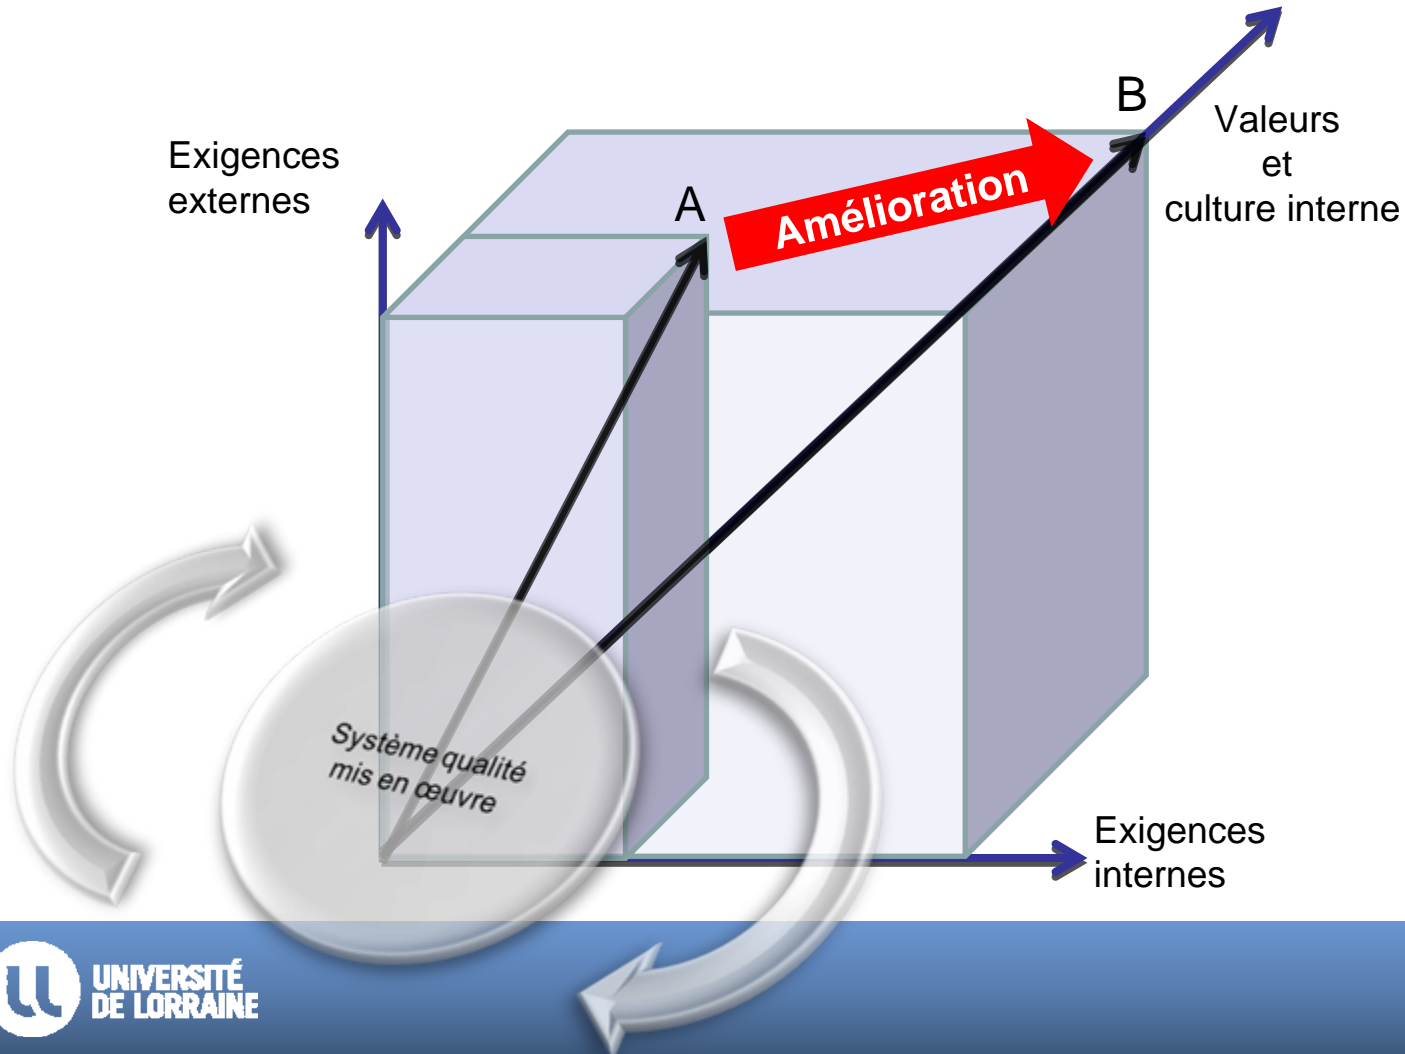 B
Valeurs
et
culture interne
Exigences
externes
A
Amélioration
Système qualité
mis en œuvre
Exigences
internes
UNIVERSITÉ
DE LORRAINE